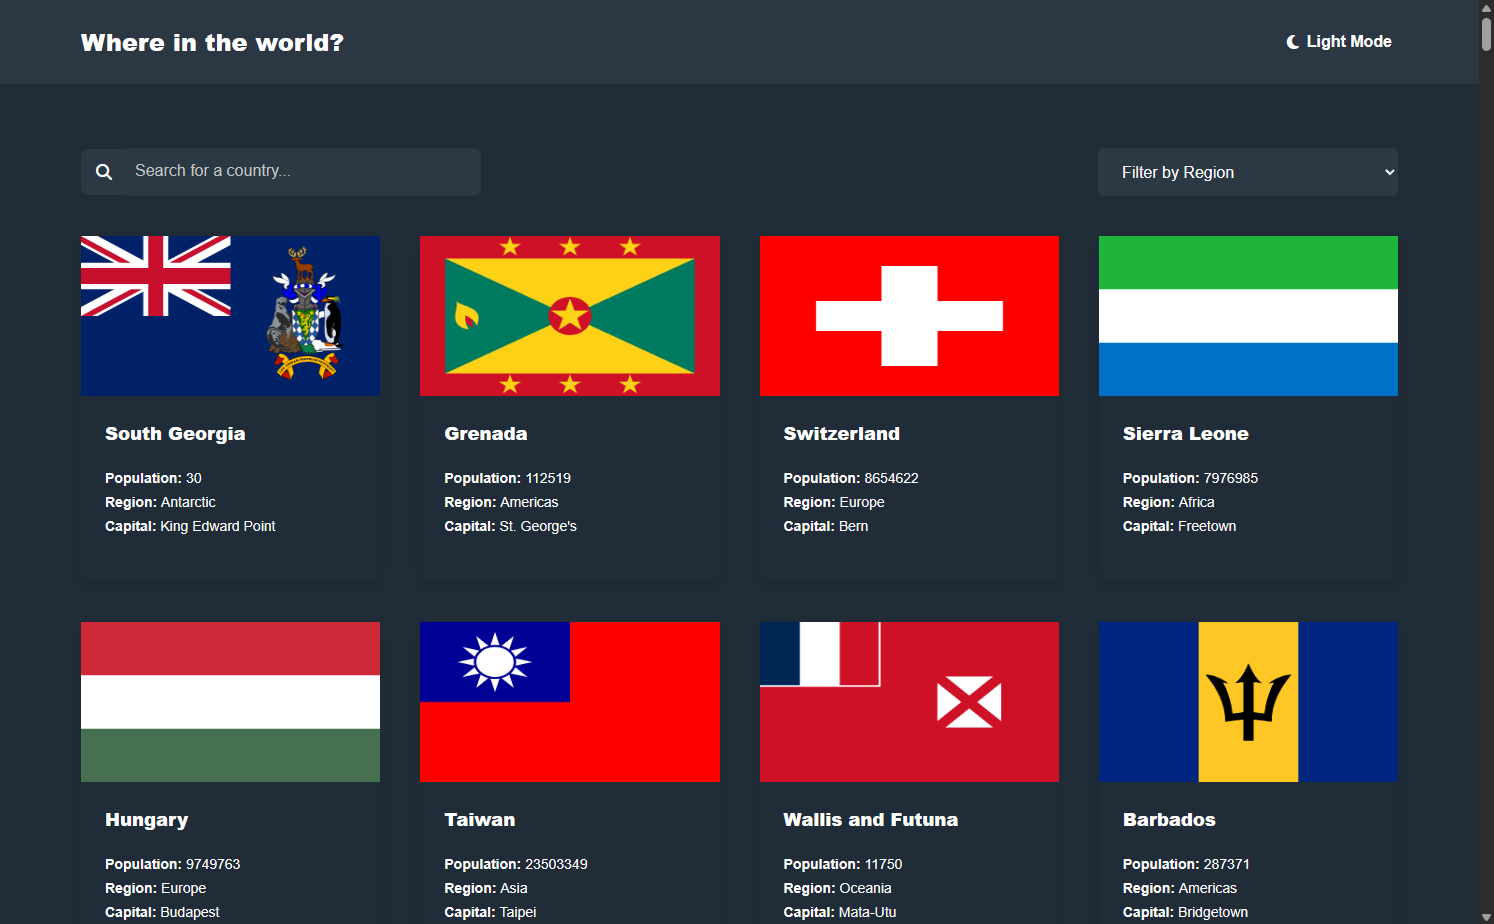 Where in the world?
Light Mode
Search for a country...
Filter by Region
South Georgia
Population: 30
Region: Antarctic
Capital: King Edward Point
Grenada
Population: 112519
Region: Americas
Capital: St. George's
Switzerland
Population: 8654622
Region: Europe
Capital: Bern
Sierra Leone
Population: 7976985
Region: Africa
Capital: Freetown
Hungary
Population: 9749763
Region: Europe
Capital: Budapest
Taiwan
Population: 23503349
Region: Asia
Capital: Taipei
Wallis and Futuna
Population: 11750
Region: Oceania
Capital: Mata-Utu
Barbados
Population: 287371
Region: Americas
Capital: Bridgetown